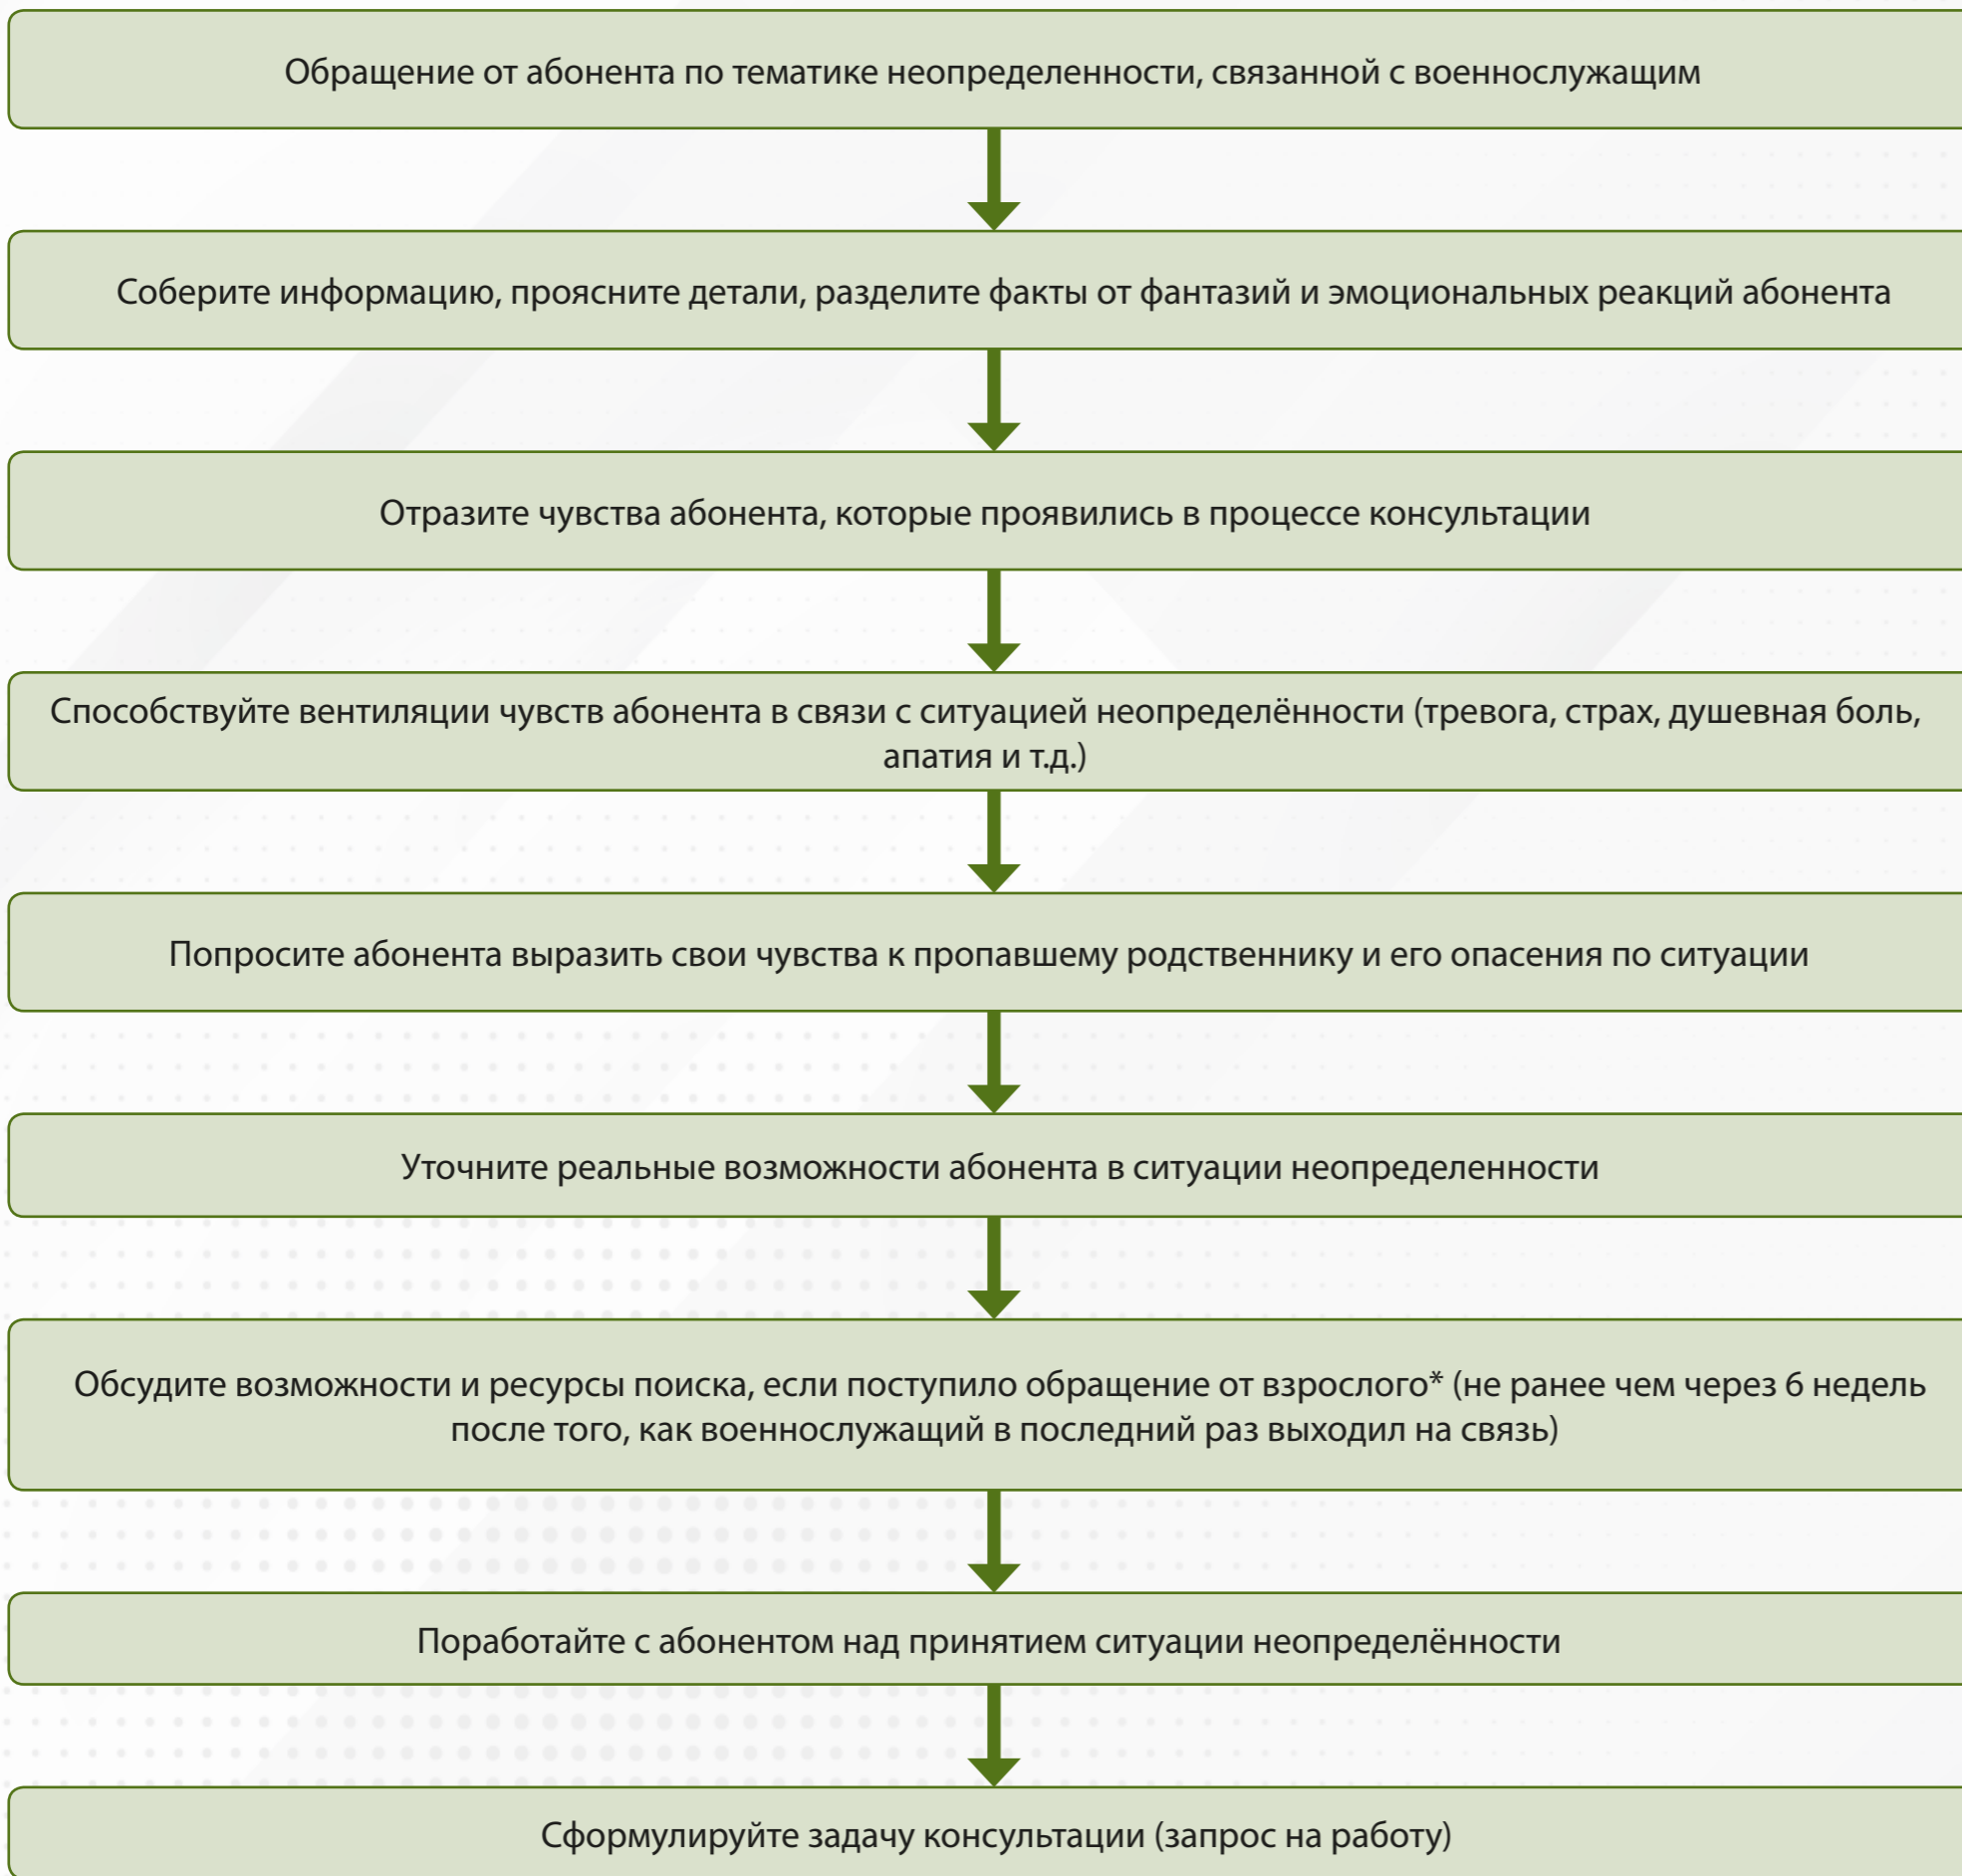 Обращение от абонента по тематике неопределенности, связанной с военнослужащим
Соберите информацию, проясните детали, разделите факты от фантазий и эмоциональных реакций абонента
Отразите чувства абонента, которые проявились в процессе консультации
Способствуйте вентиляции чувств абонента в связи с ситуацией неопределённости (тревога, страх, душевная боль,
апатия и т.д.)
Попросите абонента выразить свои чувства к пропавшему родственнику и его опасения по ситуации
Уточните реальные возможности абонента в ситуации неопределенности
Обсудите возможности и ресурсы поиска, если поступило обращение от взрослого* (не ранее чем через 6 недель
после того, как военнослужащий в последний раз выходил на связь)
Поработайте с абонентом над принятием ситуации неопределённости
Сформулируйте задачу консультации (запрос на работу)